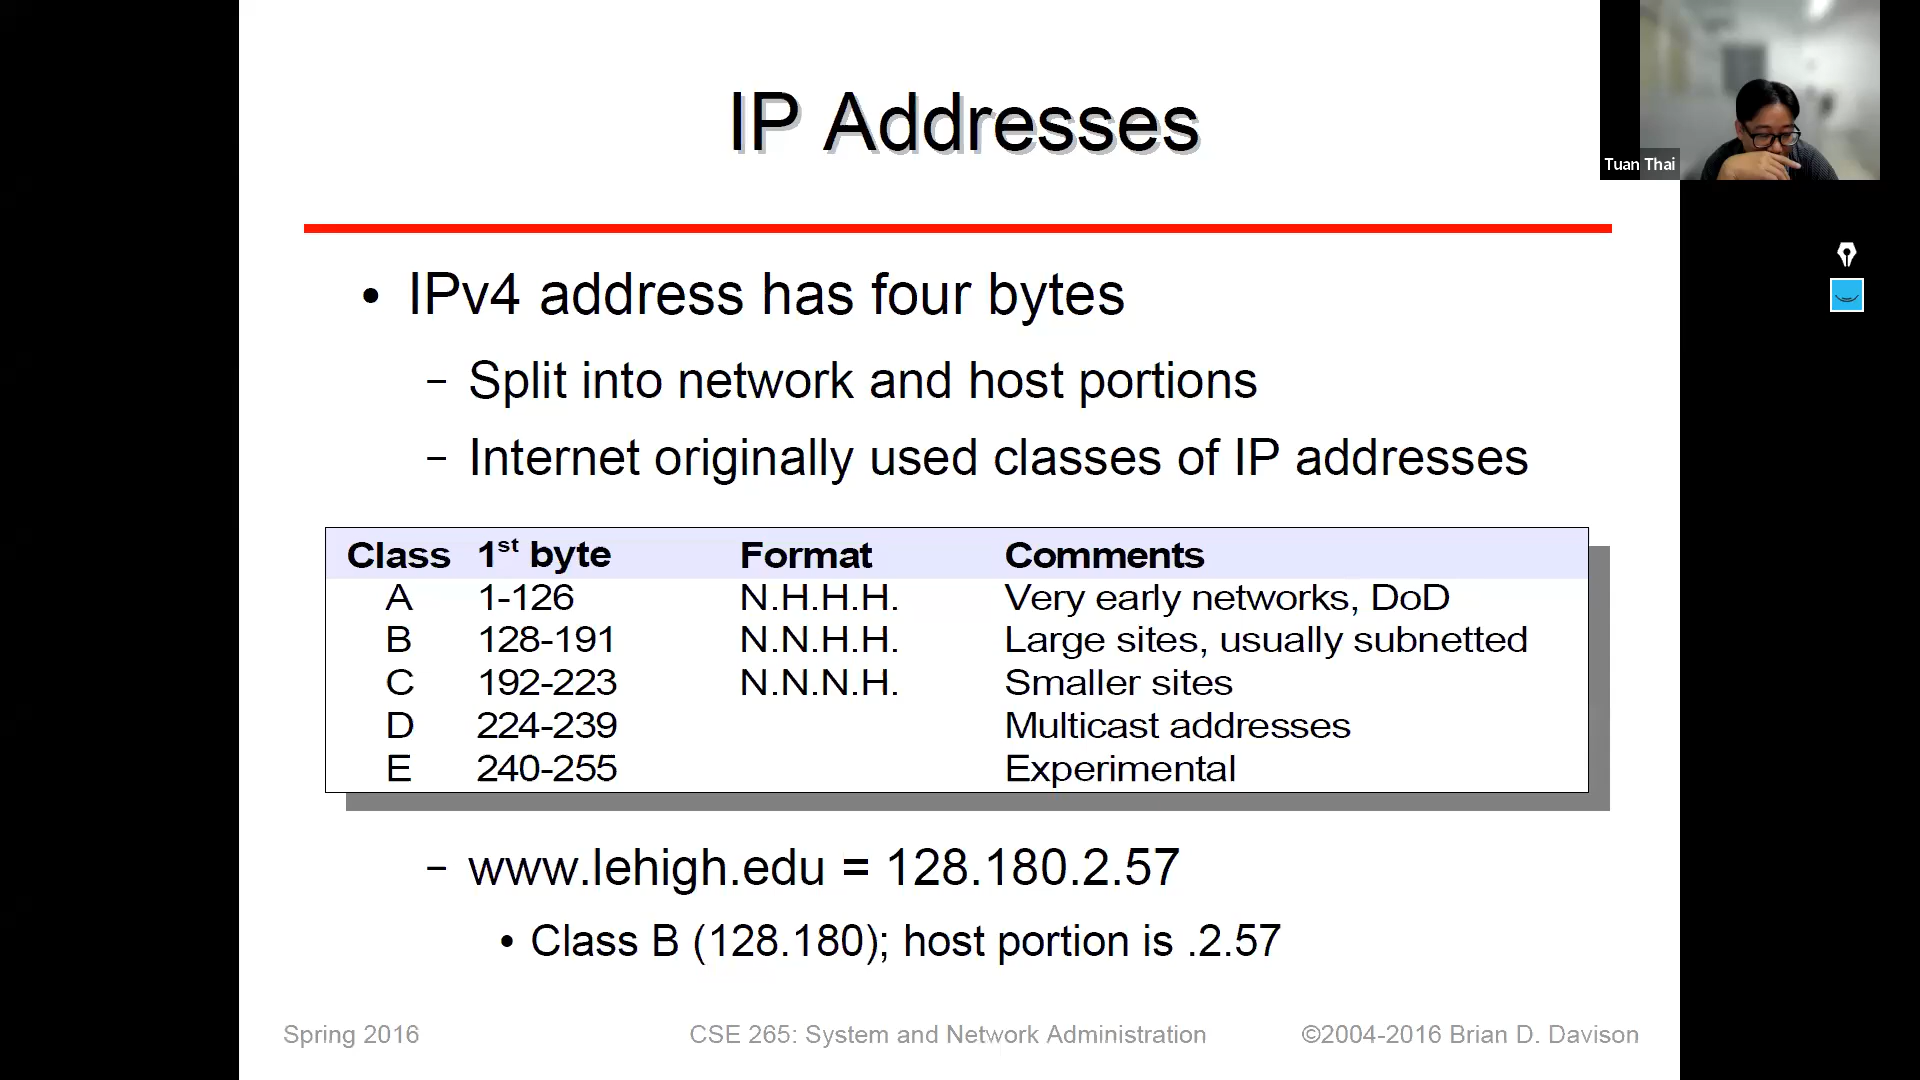 IP Addresses
Tuan Thai
• IPv4 address has four bytes
– Split into network and host portions
– Internet originally used classes of IP addresses
Class 1st byte Format Comments
A 1-126 N.H.H.H. Very early networks, DoD
B 128-191 N.N.H.H. Large sites, usually subnetted
C 192-223 N.N.N.H. Smaller sites
D 224-239 Multicast addresses
E 240-255 Experimental
– www.lehigh.edu = 128.180.2.57
• Class B (128.180); host portion is .2.57
Spring 2016 CSE 265: System and Network Administration ©2004-2016 Brian D. Davison